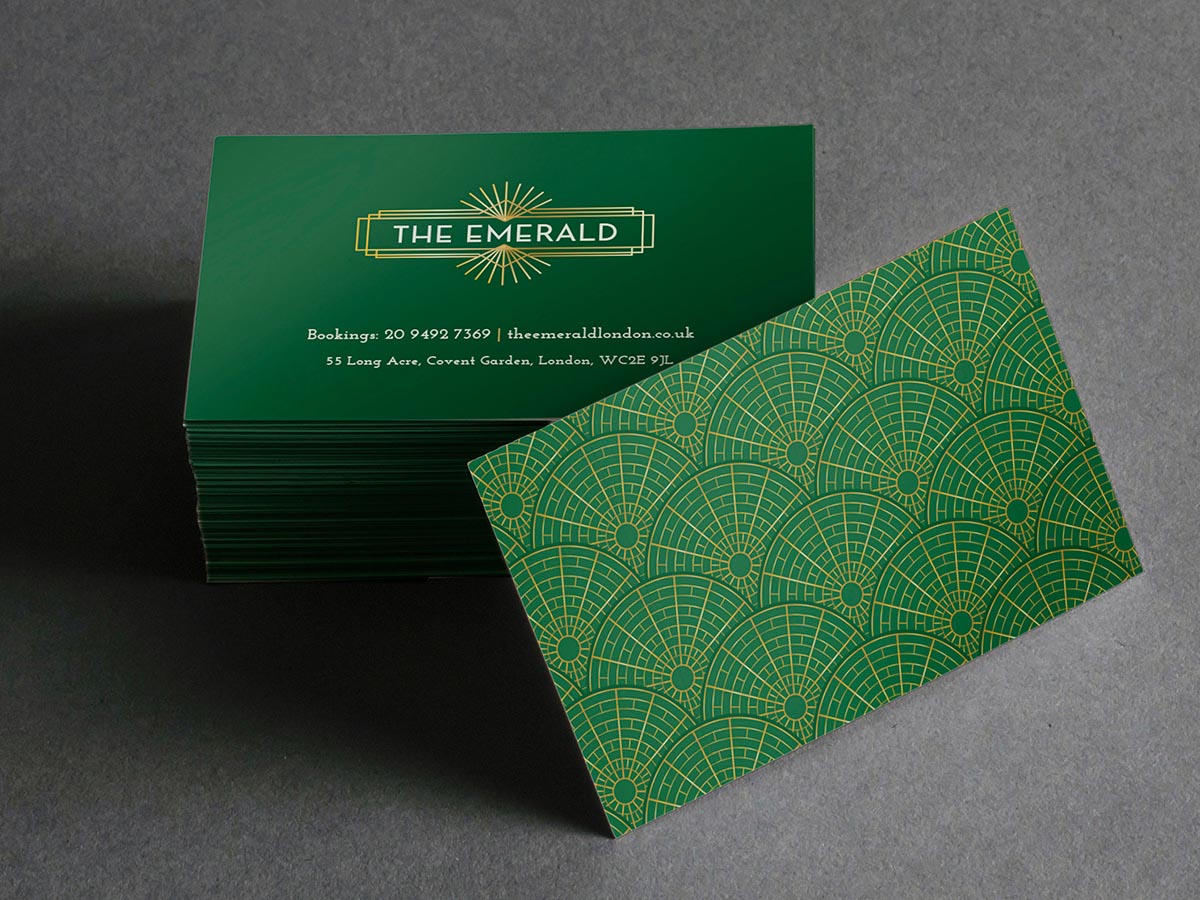 THE EMERALD
Bookings: 20 9492 7369 | theemeraldlondon.co.uk
55 Long Acre, Covent Garden, London, WC2E 9JL